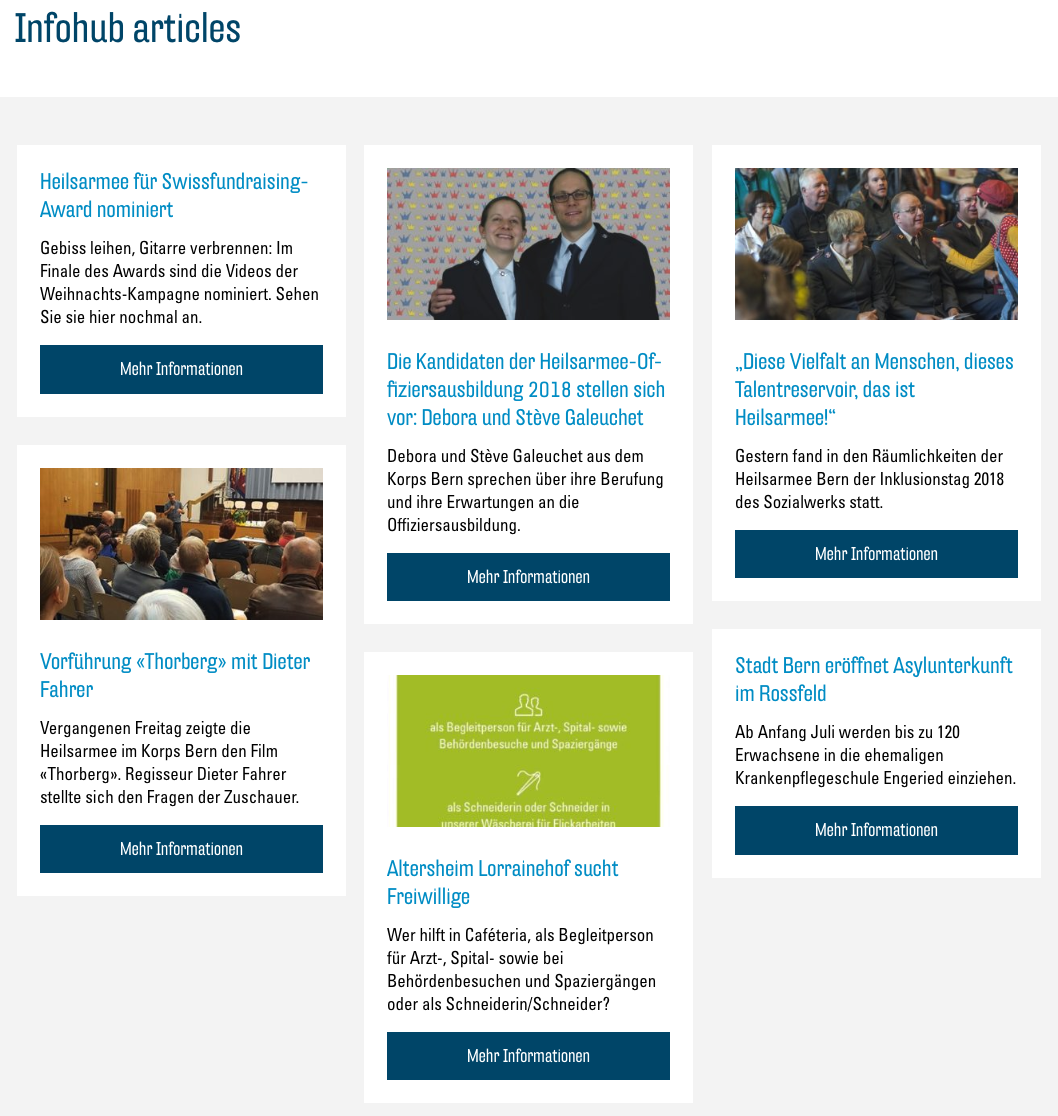 Infohub articles
Heilsarmee für Swissfundraising-
Award nominiert
Gebiss leihen, Gitarre verbrennen: Im
Finale des Awards sind die Videos der
Weihnachts-Kampagne nominiert. Sehen
Sie sie hier nochmal an.
Mehr Informationen
Vorführung «Thorberg» mit Dieter
Fahrer
Vergangenen Freitag zeigte die
Heilsarmee im Korps Bern den Film
«Thorberg». Regisseur Dieter Fahrer
stellte sich den Fragen der Zuschauer.
Mehr Informationen
Die Kandidaten der Heilsarmee-Of-
fiziersausbildung 2018 stellen sich
vor: Debora und Stève Galeuchet
Debora und Stève Galeuchet aus dem
Korps Bern sprechen über ihre Berufung
und ihre Erwartungen an die
Offiziersausbildung.
Mehr Informationen
als Begleitperson für Arzt-, Spital- sowie
Behördenbesuche und Spaziergänge
als Schneiderin oder Schneider in
unserer Wäscherei für Flickarbeiten
Altersheim Lorrainehof sucht
Freiwillige
Wer hilft in Caféteria, als Begleitperson
für Arzt-, Spital- sowie bei
Behördenbesuchen und Spaziergängen
oder als Schneiderin/Schneider?
Mehr Informationen
„Diese Vielfalt an Menschen, dieses
Talentreservoir, das ist
Heilsarmee!“
Gestern fand in den Räumlichkeiten der
Heilsarmee Bern der Inklusionstag 2018
des Sozialwerks statt.
Mehr Informationen
Stadt Bern eröffnet Asylunterkunft
im Rossfeld
Ab Anfang Juli werden bis zu 120
Erwachsene in die ehemaligen
Krankenpflegeschule Engeried einziehen.
Mehr Informationen